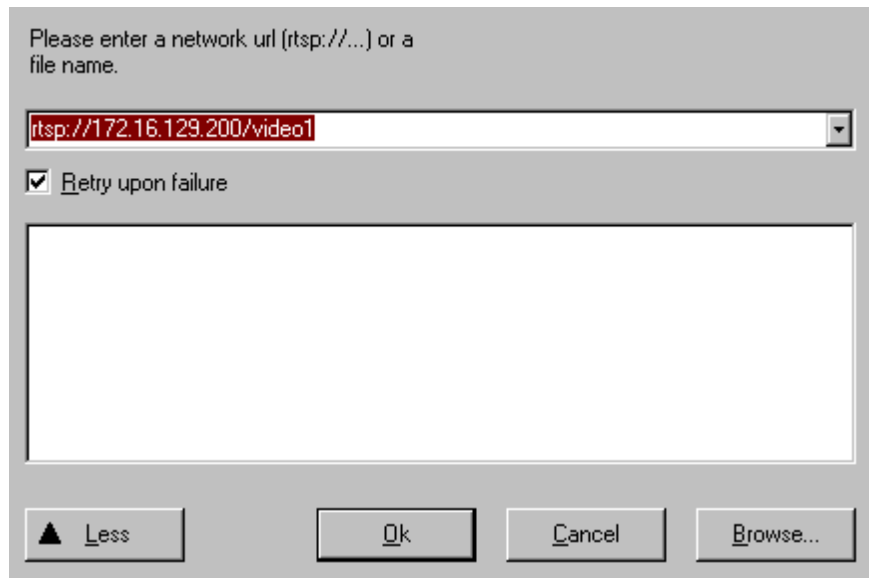 Please enter a network url (rtsp://...) or a
file name.
rtsp://172.16.129.200/video1
Retry upon failure
Less
Ok
Cancel
Browse...